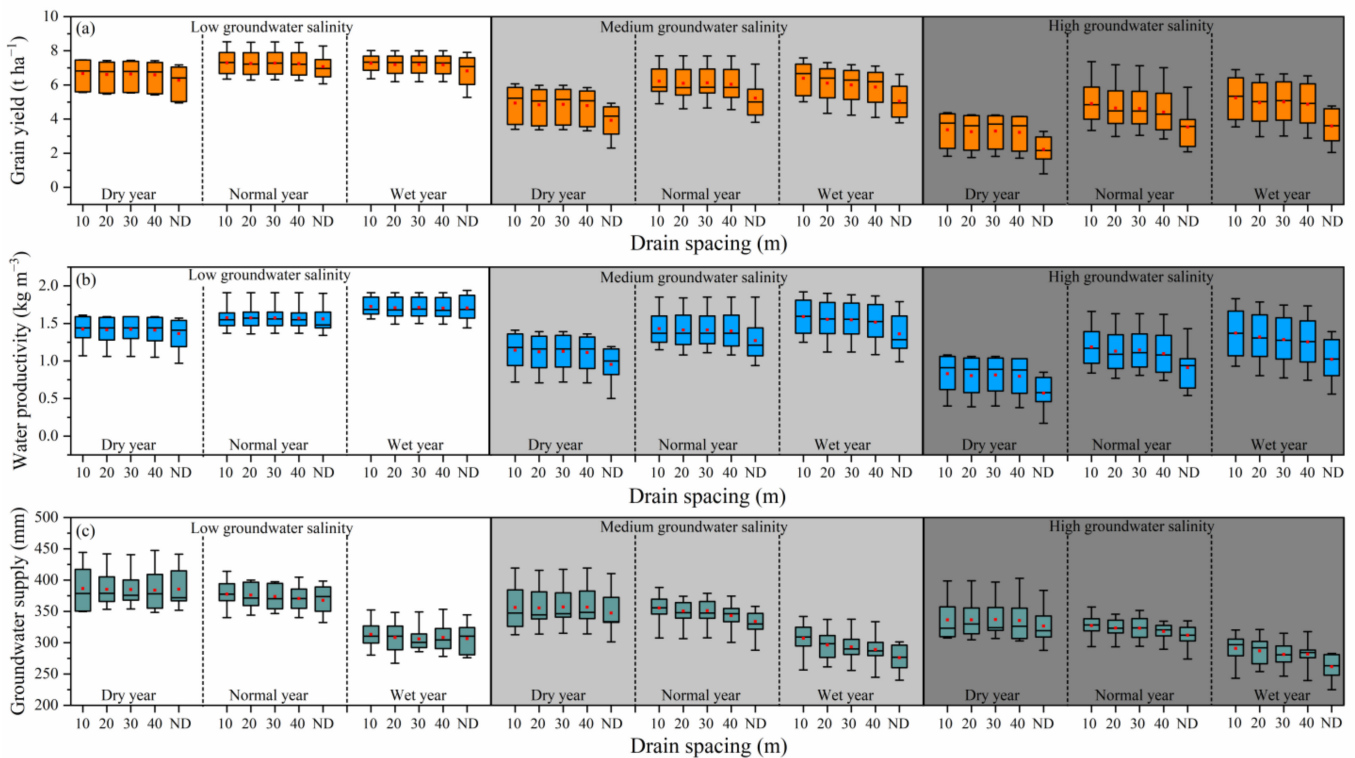 (a)
Low groundwater salinity
Medium groundwater salinity
High groundwater salinity
Grain yield (t ha⁻¹)
10
8
6
4
2
0
Dry year
Normal year
Wet year
Dry year
Normal year
Wet year
Dry year
Normal year
Wet year
10 20 30 40 ND 10 20 30 40 ND 10 20 30 40 ND 10 20 30 40 ND 10 20 30 40 ND 10 20 30 40 ND 10 20 30 40 ND 10 20 30 40 ND 10 20 30 40 ND
Drain spacing (m)
(b)
Low groundwater salinity
Medium groundwater salinity
High groundwater salinity
Water productivity (kg m⁻³)
2.0
1.5
1.0
0.5
0.0
Dry year
Normal year
Wet year
Dry year
Normal year
Wet year
Dry year
Normal year
Wet year
10 20 30 40 ND 10 20 30 40 ND 10 20 30 40 ND 10 20 30 40 ND 10 20 30 40 ND 10 20 30 40 ND 10 20 30 40 ND 10 20 30 40 ND 10 20 30 40 ND
Drain spacing (m)
(c)
Low groundwater salinity
Medium groundwater salinity
High groundwater salinity
Groundwater supply (mm)
500
450
400
350
300
250
200
Dry year
Normal year
Wet year
Dry year
Normal year
Wet year
Dry year
Normal year
Wet year
10 20 30 40 ND 10 20 30 40 ND 10 20 30 40 ND 10 20 30 40 ND 10 20 30 40 ND 10 20 30 40 ND 10 20 30 40 ND 10 20 30 40 ND 10 20 30 40 ND
Drain spacing (m)